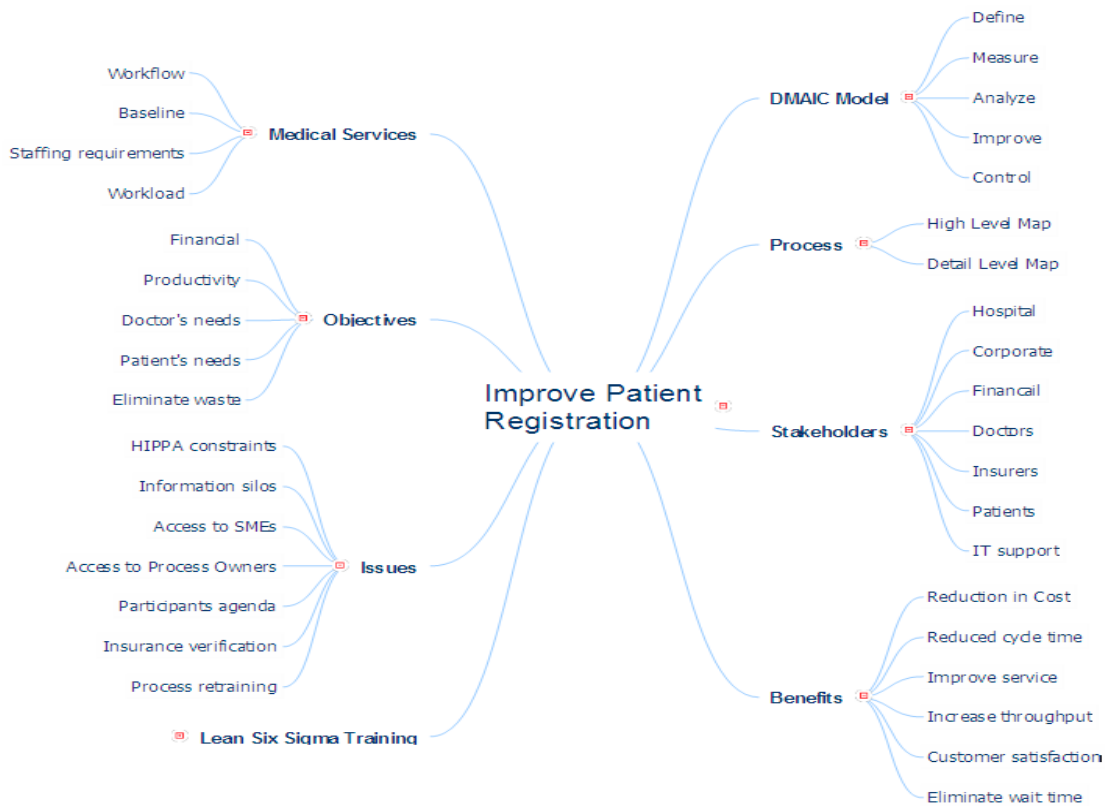 Improve Patient
Registration
DMAIC Model
Define
Measure
Analyze
Improve
Control
Process
High Level Map
Detail Level Map
Stakeholders
Hospital
Corporate
Financail
Doctors
Insurers
Patients
IT support
Benefits
Reduction in Cost
Reduced cycle time
Improve service
Increase throughput
Customer satisfaction
Eliminate wait time
Medical Services
Workflow
Baseline
Staffing requirements
Workload
Objectives
Financial
Productivity
Doctor's needs
Patient's needs
Eliminate waste
Issues
HIPPA constraints
Information silos
Access to SMEs
Access to Process Owners
Participants agenda
Insurance verification
Process retraining
Lean Six Sigma Training